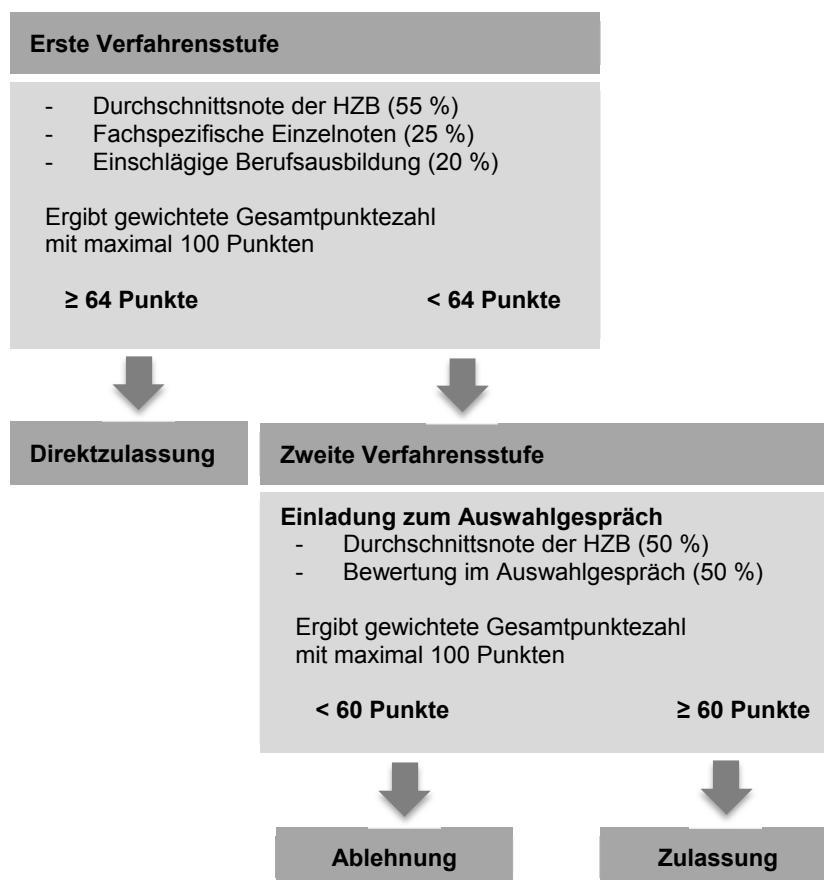 Erste Verfahrensstufe
- Durchschnittsnote der HZB (55 %)
- Fachspezifische Einzelnoten (25 %)
- Einschlägige Berufsausbildung (20 %)
Ergibt gewichtete Gesamtpunktezahl
mit maximal 100 Punkten
≥ 64 Punkte < 64 Punkte
Direktzulassung
Zweite Verfahrensstufe
Einladung zum Auswahlgespräch
- Durchschnittsnote der HZB (50 %)
- Bewertung im Auswahlgespräch (50 %)
Ergibt gewichtete Gesamtpunktezahl
mit maximal 100 Punkten
< 60 Punkte ≥ 60 Punkte
Ablehnung
Zulassung